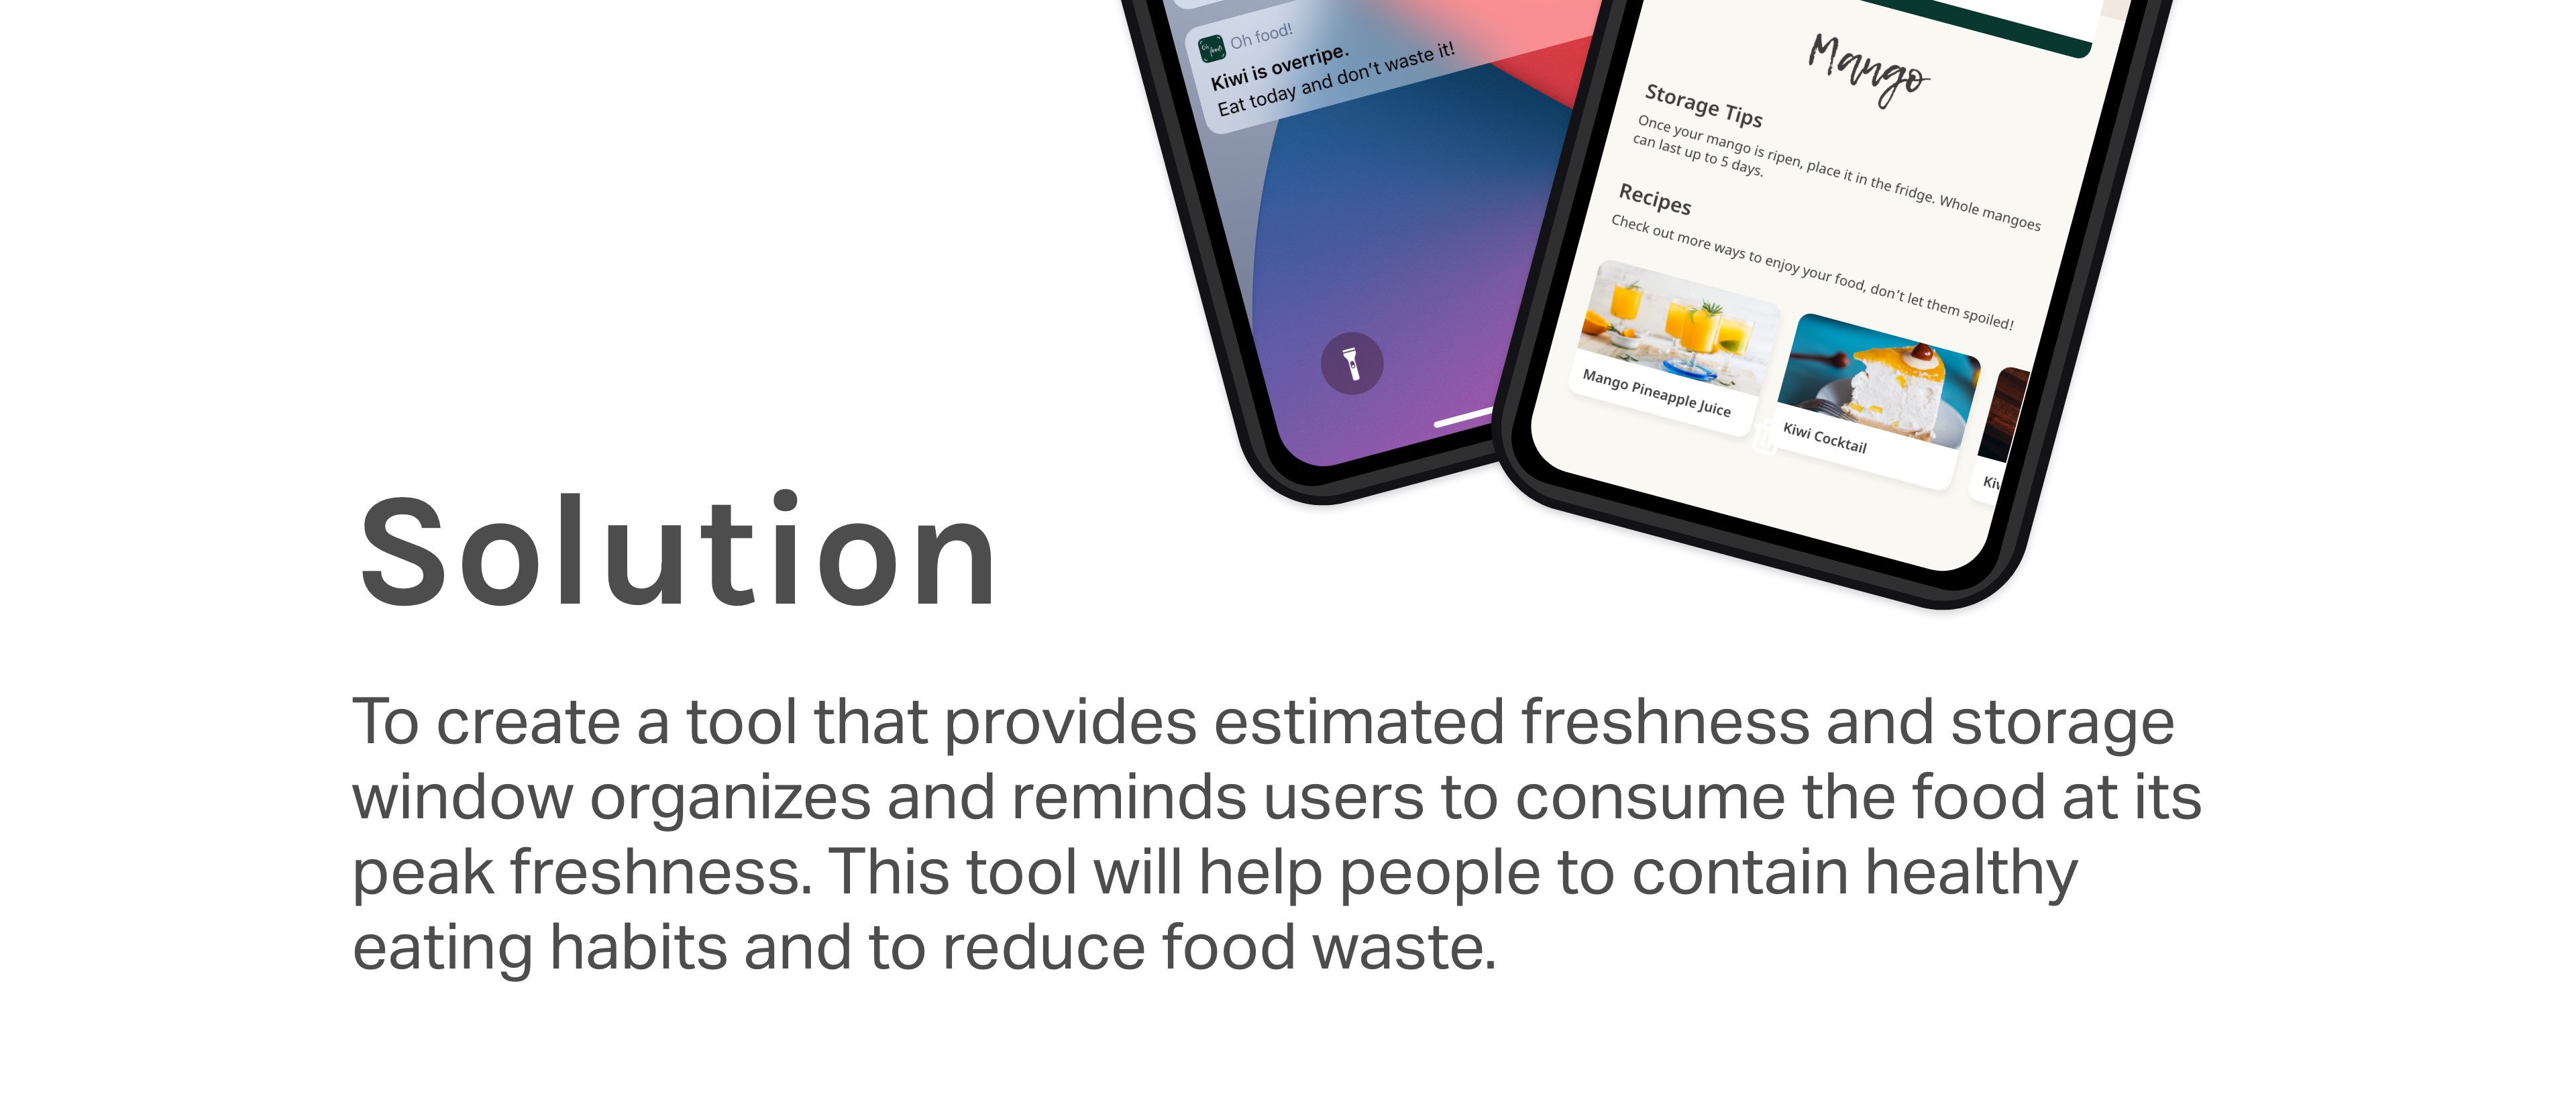 Oh food!
Kiwi is overripe.
Eat today and don't waste it!
Mango
Storage Tips
Once your mango is ripen, place it in the fridge. Whole mangoes
can last up to 5 days.
Recipes
Check out more ways to enjoy your food, don't let them spoiled!
Mango Pineapple Juice
Kiwi Cocktail
Solution
To create a tool that provides estimated freshness and storage
window organizes and reminds users to consume the food at its
peak freshness. This tool will help people to contain healthy
eating habits and to reduce food waste.